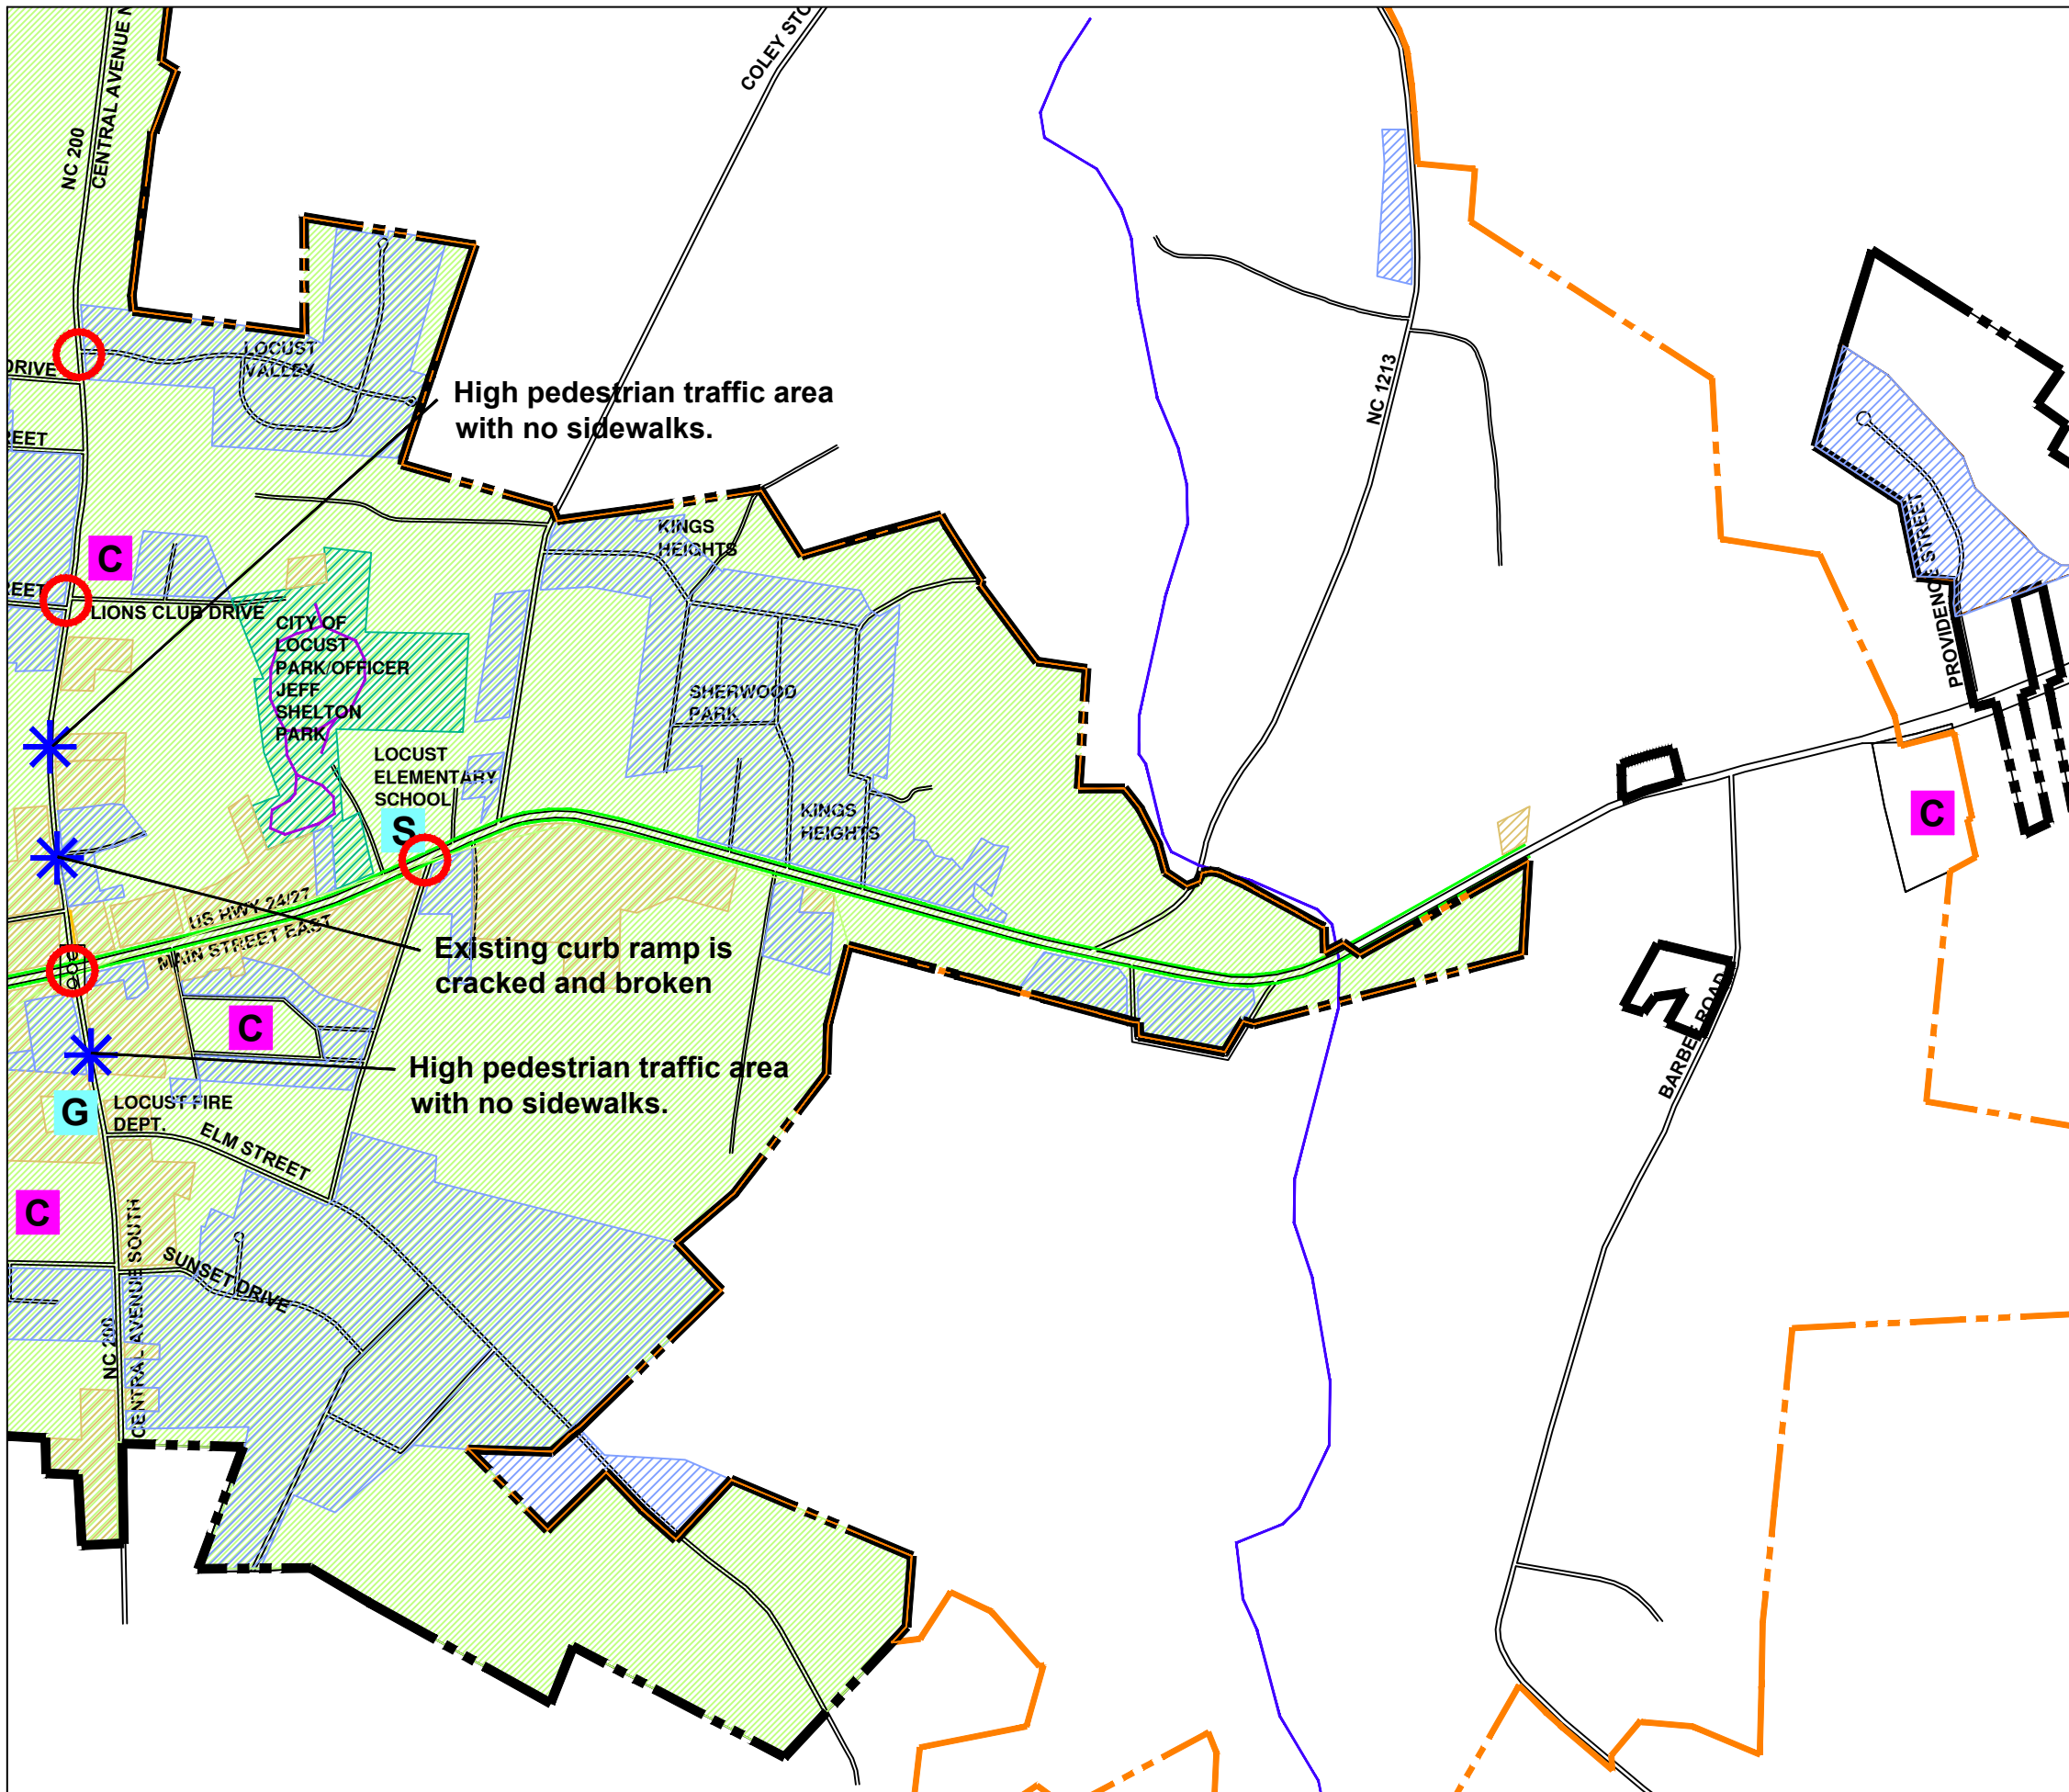 NC 200
CENTRAL AVENUE N
COLEY STO
LOCUST
VALLEY
DRIVE
High pedestrian traffic area
with no sidewalks.
NC 1213
REET
KINGS
HEIGHTS
PROVIDENCE STREET
C
REET
LIONS CLUB DRIVE
CITY OF
LOCUST
PARK/OFFICER
JEFF
SHELTON
PARK
SHERWOOD
PARK
LOCUST
ELEMENTARY
SCHOOL
S
KINGS
HEIGHTS
C
US HWY 24/27
MAIN STREET EAST
Existing curb ramp is
cracked and broken
C
BARBEE ROAD
High pedestrian traffic area
with no sidewalks.
G
LOCUST FIRE
DEPT.
ELM STREET
C
CENTRAL AVENUE SOUTH
SUNSET DRIVE
NC 200